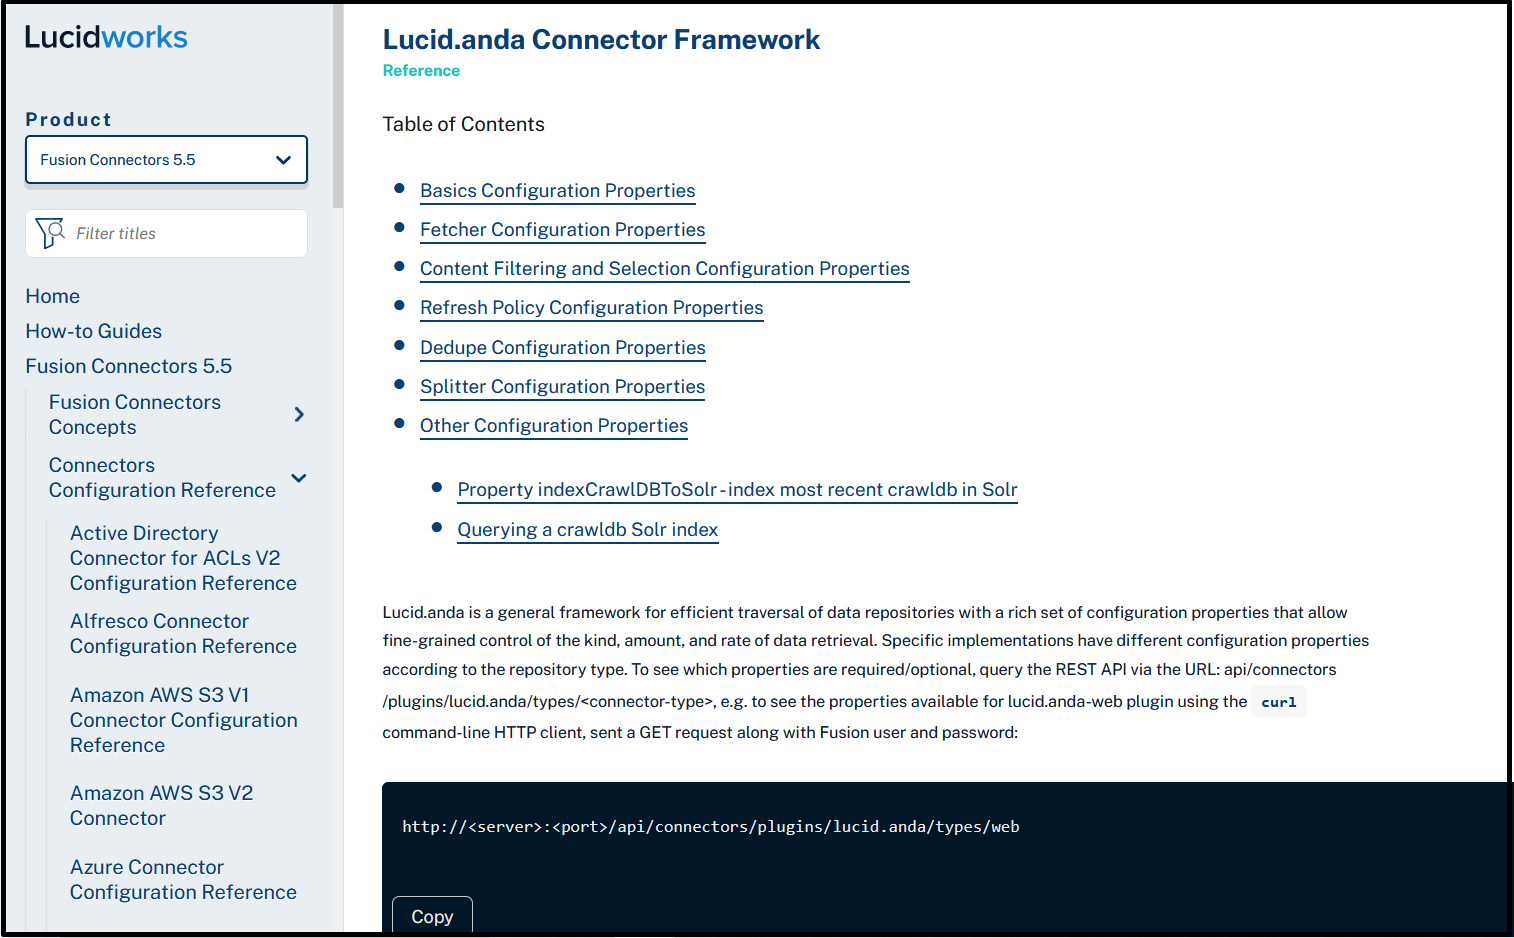 Lucidworks
Product
Fusion Connectors 5.5
Filter titles
Home
How-to Guides
Fusion Connectors 5.5
Fusion Connectors
Concepts
Connectors
Configuration Reference
Active Directory
Connector for ACLs V2
Configuration Reference
Alfresco Connector
Configuration Reference
Amazon AWS S3 V1
Connector Configuration
Reference
Amazon AWS S3 V2
Connector
Azure Connector
Configuration Reference
Lucid.anda Connector Framework
Reference
Table of Contents
Basics Configuration Properties
Fetcher Configuration Properties
Content Filtering and Selection Configuration Properties
Refresh Policy Configuration Properties
Dedupe Configuration Properties
Splitter Configuration Properties
Other Configuration Properties
Property indexCrawlDBToSolr - index most recent crawldb in Solr
Querying a crawldb Solr index
Lucid.anda is a general framework for efficient traversal of data repositories with a rich set of configuration properties that allow
fine-grained control of the kind, amount, and rate of data retrieval. Specific implementations have different configuration properties
according to the repository type. To see which properties are required/optional, query the REST API via the URL: api/connectors
/plugins/lucid.anda/types/<connector-type>, e.g. to see the properties available for lucid.anda-web plugin using the curl
command-line HTTP client, sent a GET request along with Fusion user and password:
http://<server>:<port>/api/connectors/plugins/lucid.anda/types/web
Copy